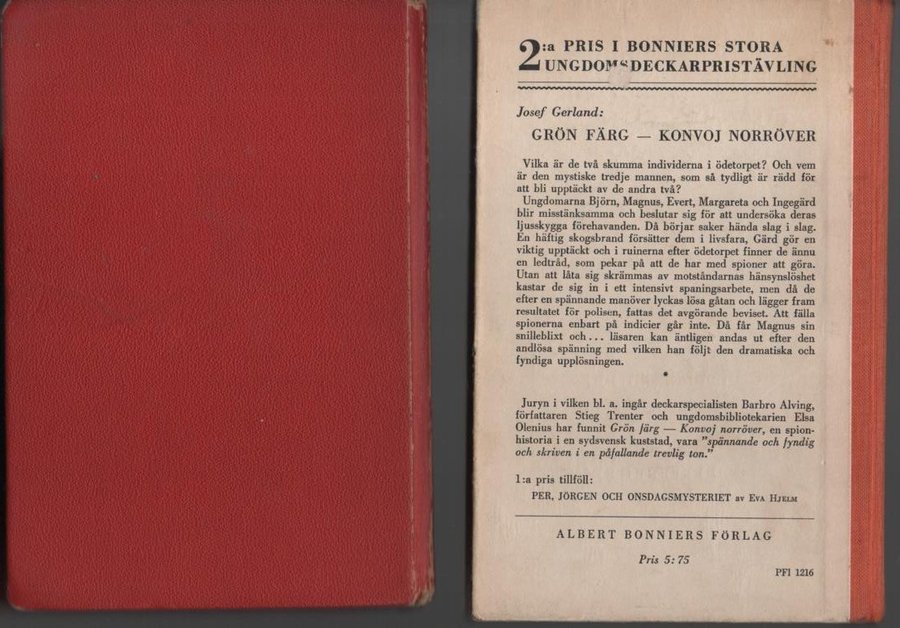 2:a PRIS I BONNIERS STORA
UNGDOMSDECKARPRISTÄVLING
Josef Gerland:
GRÖN FÄRG — KONVOJ NORRÖVER
Vilka är de två skumma individerna i ödetorpet? Och vem
är den mystiske tredje mannen, som så tydligt är rädd för
att bli upptäckt av de andra två?
Ungdomarna Björn, Magnus, Evert, Margareta och Ingegärd
blir misstänksamma och beslutar sig för att undersöka deras
ljusskygga förehavanden. Då börjar saker hända slag i slag.
En häftig skogsbrand försätter dem i livsfara, Gärd gör en
viktig upptäckt och i ruinerna efter ödetorpet finner de ännu
en ledtråd, som pekar på att de har med spioner att göra.
Utan att låta sig skrämmas av motståndarnas hänsynslöshet
kastar de sig in i ett intensivt spaningsarbete, men då de
efter en spännande manöver lyckas lösa gåtan och lägger fram
resultatet för polisen, fattas det avgörande beviset. Att fälla
spionerna enbart på indicier går inte. Då får Magnus sin
snilleblixt och... läsaren kan äntligen andas ut efter den
andlösa spänning med vilken han följt den dramatiska och
fyndiga upplösningen.
Juryn i vilken bl. a. ingår deckarspecialisten Barbro Alving,
författaren Stieg Trenter och ungdomsbibliotekarien Elsa
Olenius har funnit Grön färg — Konvoj norröver, en spion-
historia i en sydsvensk kuststad, vara "spännande och fyndig
och skriven i en påfallande trevlig ton."
1:a pris tillföll:
PER, JÖRGEN OCH ONSDAGSMYSTERIET av Eva Hjelm
ALBERT BONNIERS FÖRLAG
Pris 5:75
PFI 1216